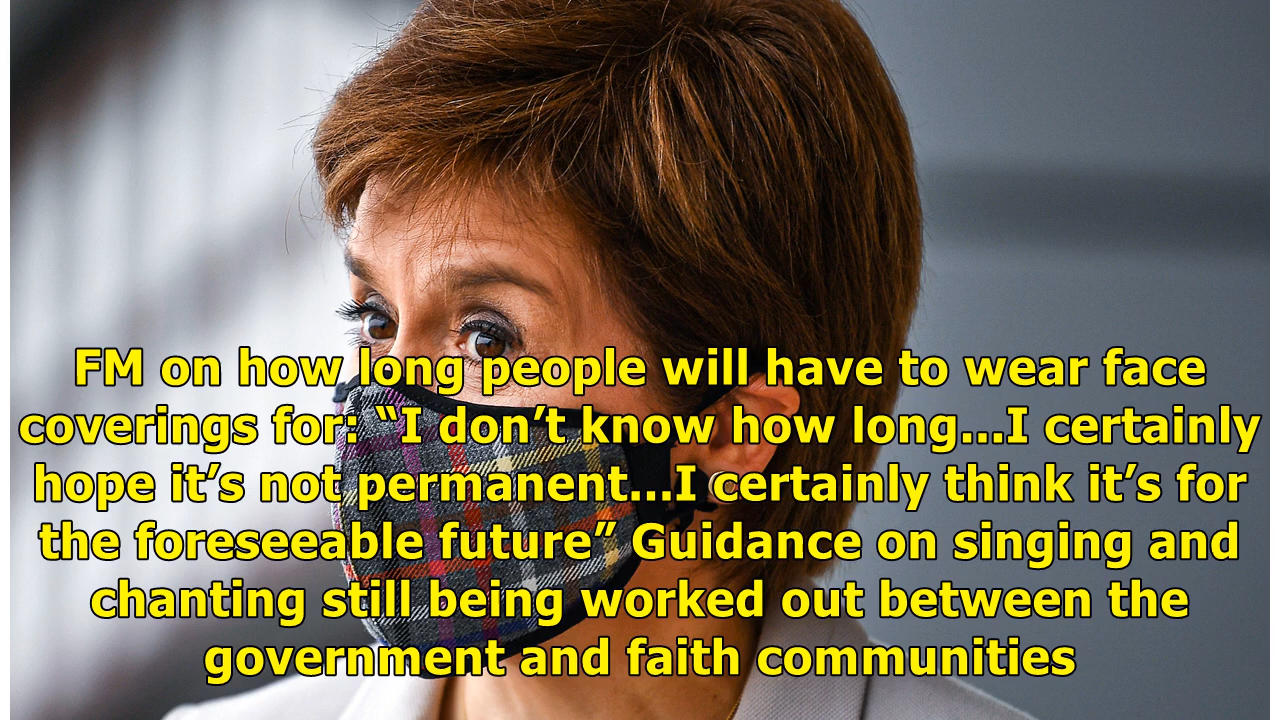 FM on how long people will have to wear face
coverings for: “I don’t know how long...I certainly
hope it’s not permanent...I certainly think it’s for
the foreseeable future” Guidance on singing and
chanting still being worked out between the
government and faith communities